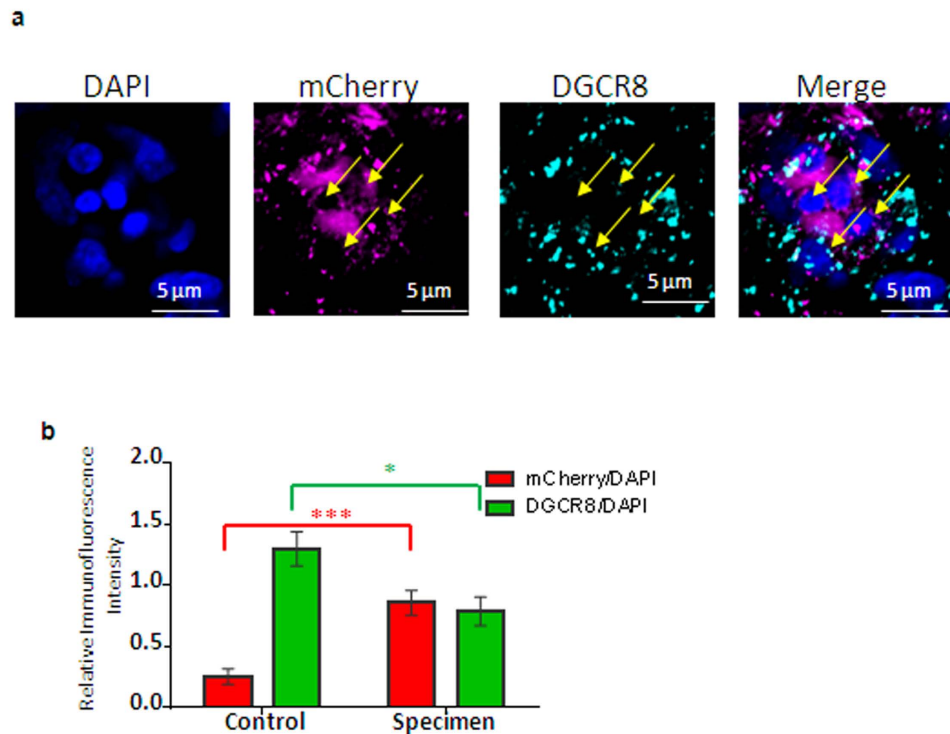 a
DAPI mCherry DGCR8 Merge
5 µm 5 µm 5 µm 5 µm
b
Relative Immunofluorescence
Intensity
2.0
1.5
1.0
0.5
0.0
***
*
mCherry/DAPI
DGCR8/DAPI
Control Specimen